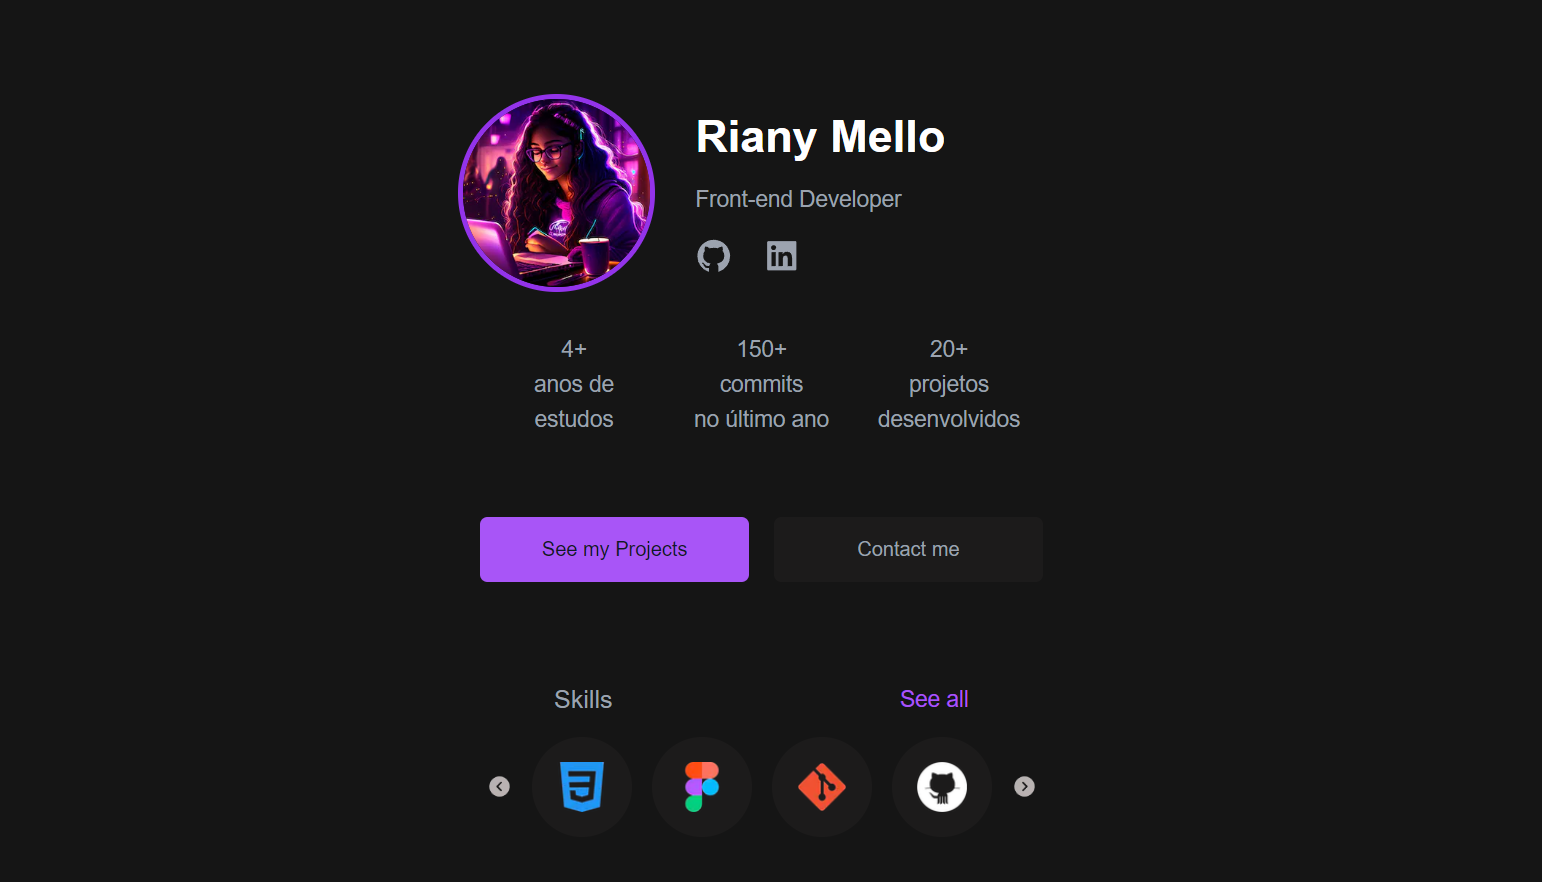 Riany Mello
Front-end Developer
in
4+
anos de
estudos
150+
commits
no último ano
20+
projetos
desenvolvidos
See my Projects
Contact me
Skills
See all